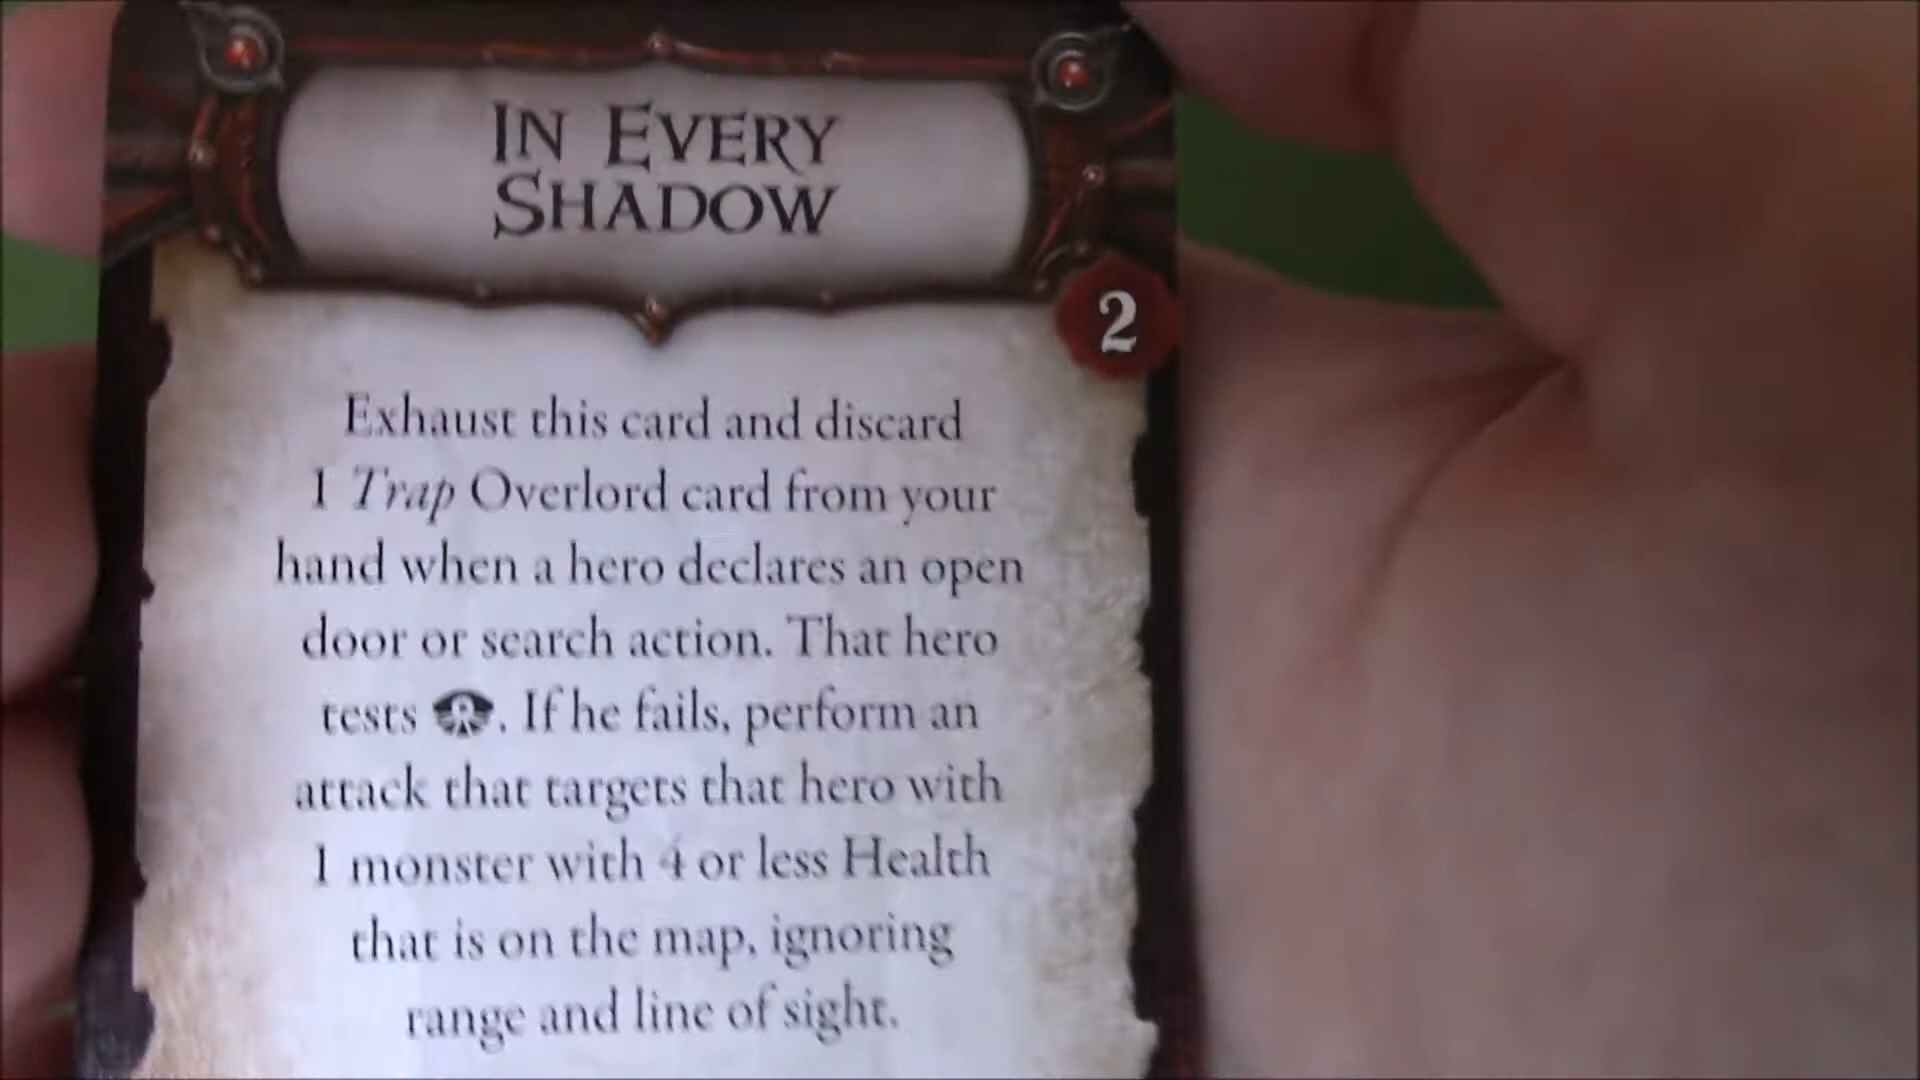 In Every
Shadow
2
Exhaust this card and discard
1 Trap Overlord card from your
hand when a hero declares an open
door or search action. That hero
tests . If he fails, perform an
attack that targets that hero with
1 monster with 4 or less Health
that is on the map, ignoring
range and line of sight.